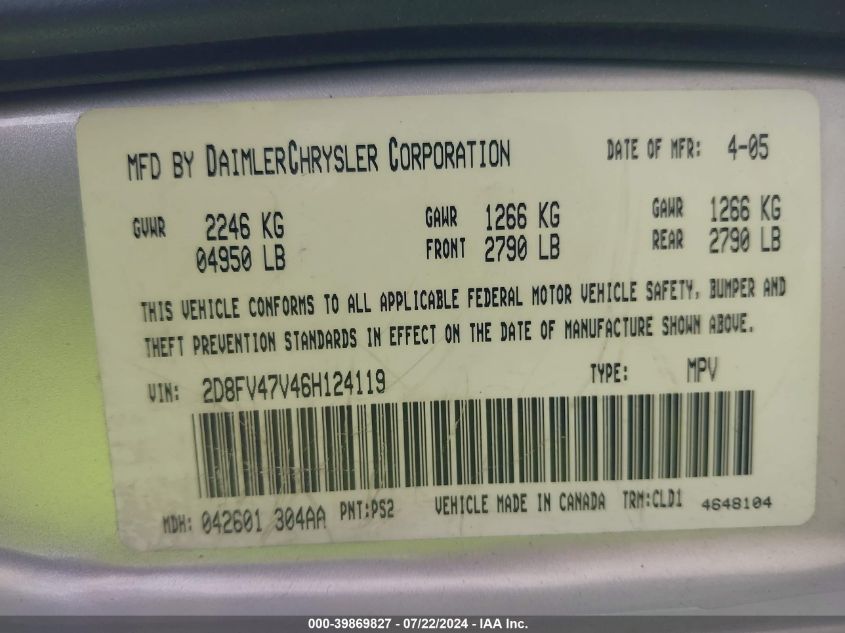 MFD BY DAIMLERCHRYSLER CORPORATION DATE OF MFR: 4-05
GVWR 2246 KG GAWR 1266 KG GAWR 1266 KG
04950 LB FRONT 2790 LB REAR 2790 LB
THIS VEHICLE CONFORMS TO ALL APPLICABLE FEDERAL MOTOR VEHICLE SAFETY, BUMPER AND
THEFT PREVENTION STANDARDS IN EFFECT ON THE DATE OF MANUFACTURE SHOWN ABOVE.
VIN: 2D8FV47V46H124119 TYPE: MPV
MDH: 042601 304AA PNT:PS2 VEHICLE MADE IN CANADA TRM:CLD1 4648104
000-39869827 / 07/22/2024 - IAA Inc.